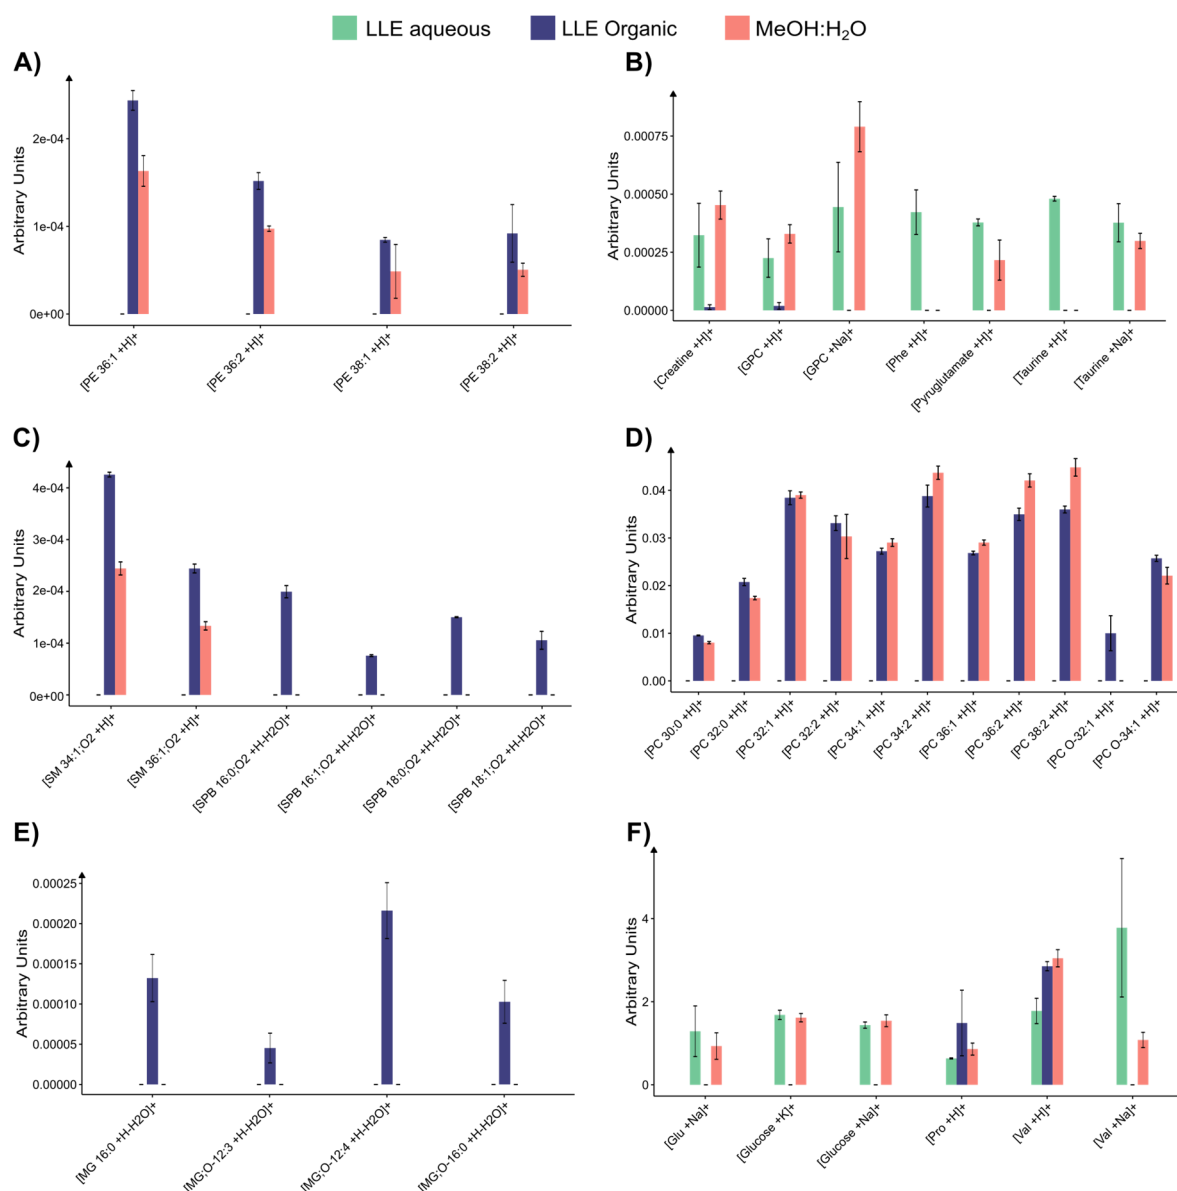 LLE aqueous LLE Organic MeOH:H₂O
A)
Arbitrary Units
2e-04
1e-04
0e+00
[PE 36:1 +H]+
[PE 36:2 +H]+
[PE 38:1 +H]+
[PE 38:2 +H]+
B)
Arbitrary Units
0.00075
0.00050
0.00025
0.00000
[Creatine +H]+
[GPC +H]+
[GPC +Na]+
[Phe +H]+
[Pyruglutamate +H]+
[Taurine +H]+
[Taurine +Na]+
C)
Arbitrary Units
4e-04
3e-04
2e-04
1e-04
0e+00
[SM 34:1;O2 +H]+
[SM 36:1;O2 +H]+
[SPB 16:0;O2 +H-H2O]+
[SPB 16:1;O2 +H-H2O]+
[SPB 18:0;O2 +H-H2O]+
[SPB 18:1;O2 +H-H2O]+
D)
Arbitrary Units
0.04
0.03
0.02
0.01
0.00
[PC 30:0 +H]+
[PC 32:0 +H]+
[PC 32:1 +H]+
[PC 32:2 +H]+
[PC 34:1 +H]+
[PC 34:2 +H]+
[PC 36:1 +H]+
[PC 36:2 +H]+
[PC 38:2 +H]+
[PC O-32:1 +H]+
[PC O-34:1 +H]+
E)
Arbitrary Units
0.00025
0.00020
0.00015
0.00010
0.00005
0.00000
[MG 16:0 +H-H2O]+
[MG;O-12:3 +H-H2O]+
[MG;O-12:4 +H-H2O]+
[MG;O-16:0 +H-H2O]+
F)
Arbitrary Units
4
2
0
[Glu +Na]+
[Glucose +K]+
[Glucose +Na]+
[Pro +H]+
[Val +H]+
[Val +Na]+